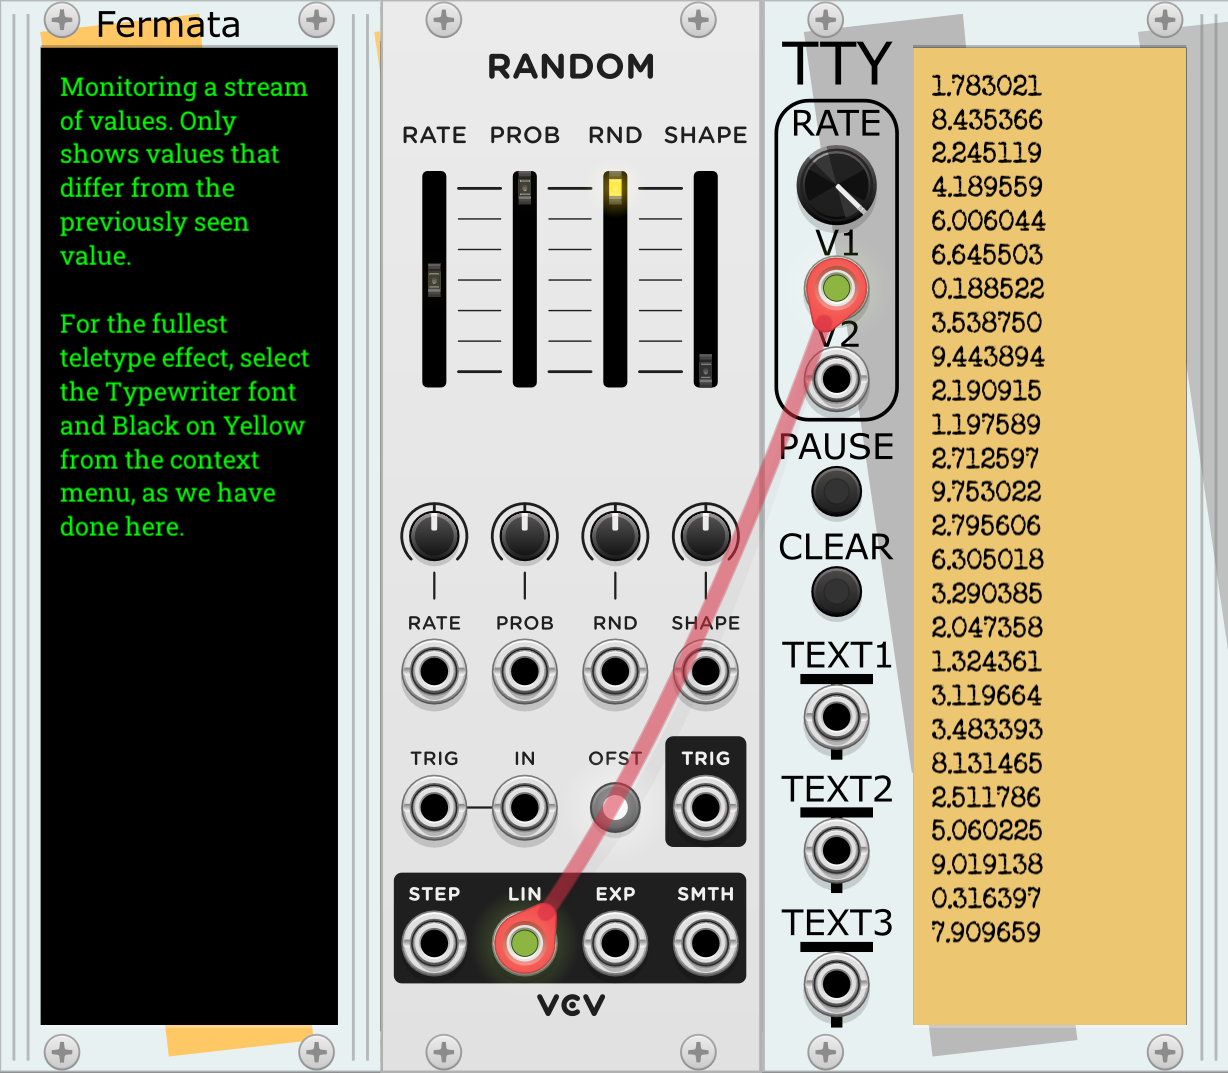 Fermata
Monitoring a stream
of values. Only
shows values that
differ from the
previously seen
value.
For the fullest
teletype effect, select
the Typewriter font
and Black on Yellow
from the context
menu, as we have
done here.
RANDOM
RATE PROB RND SHAPE
RATE PROB RND SHAPE
TRIG IN OFST TRIG
STEP LIN EXP SMTH
VCV
TTY
RATE
V1
V2
PAUSE
CLEAR
TEXT1
TEXT2
TEXT3
1.783021
8.435366
2.245119
4.189559
6.006044
6.645503
0.188522
3.538750
9.443894
2.190915
1.197589
2.712597
9.753022
2.795606
6.305018
3.290385
2.047358
1.324361
3.119664
3.483393
8.131465
2.511786
5.060225
9.019138
0.316397
7.909659